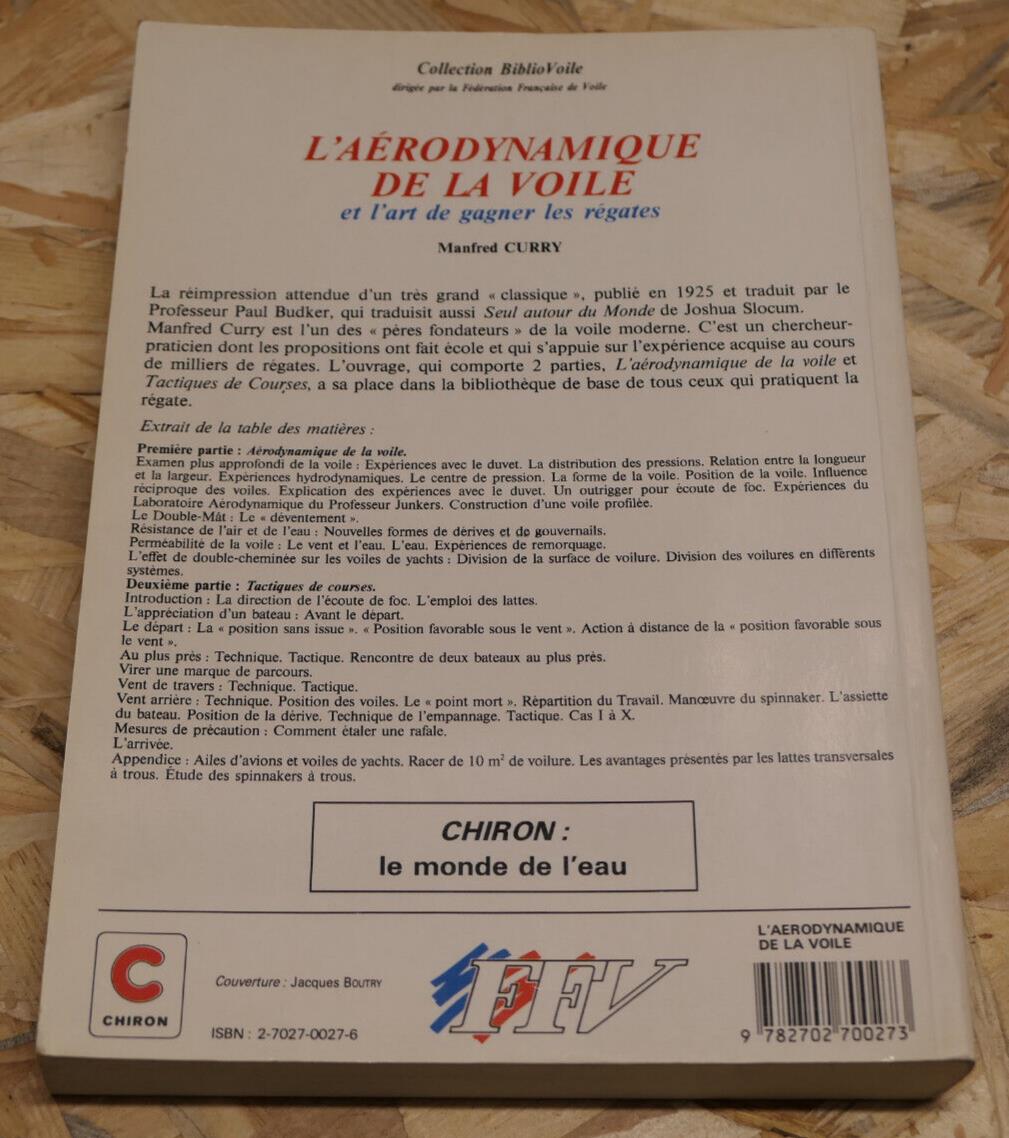 Collection BiblioVoile
dirigée par la Fédération Française de Voile
L'AÉRODYNAMIQUE
DE LA VOILE
et l'art de gagner les régates
Manfred CURRY
La réimpression attendue d'un très grand « classique », publié en 1925 et traduit par le
Professeur Paul Budker, qui traduisit aussi Seul autour du Monde de Joshua Slocum.
Manfred Curry est l'un des « pères fondateurs » de la voile moderne. C'est un chercheur-
praticien dont les propositions ont fait école et qui s'appuie sur l'expérience acquise au cours
de milliers de régates. L'ouvrage, qui comporte 2 parties, L'aérodynamique de la voile et
Tactiques de Courses, a sa place dans la bibliothèque de base de tous ceux qui pratiquent la
régate.
Extrait de la table des matières :
Première partie : Aérodynamique de la voile.
Examen plus approfondi de la voile : Expériences avec le duvet. La distribution des pressions. Relation entre la longueur
et la largeur. Expériences hydrodynamiques. Le centre de pression. La forme de la voile. Position de la voile. Influence
réciproque des voiles. Explication des expériences avec le duvet. Un outrigger pour écoute de foc. Expériences du
Laboratoire Aérodynamique du Professeur Junkers. Construction d'une voile profilée.
Le Double-Mât : Le « déventement ».
Résistance de l'air et de l'eau : Nouvelles formes de dérives et de gouvernails.
Perméabilité de la voile : Le vent et l'eau. L'eau. Expériences de remorquage.
L'effet de double-cheminée sur les voiles de yachts : Division de la surface de voilure. Division des voilures en différents
systèmes.
Deuxième partie : Tactiques de courses.
Introduction : La direction de l'écoute de foc. L'emploi des lattes.
L'appréciation d'un bateau : Avant le départ.
Le départ : La « position sans issue ». « Position favorable sous le vent ». Action à distance de la « position favorable sous
le vent ».
Au plus près : Technique. Tactique. Rencontre de deux bateaux au plus près.
Virer une marque de parcours.
Vent de travers : Technique. Tactique.
Vent arrière : Technique. Position des voiles. Le « point mort ». Répartition du Travail. Manœuvre du spinnaker. L'assiette
du bateau. Position de la dérive. Technique de l'empannage. Tactique. Cas I à X.
Mesures de précaution : Comment étaler une rafale.
L'arrivée.
Appendice : Ailes d'avions et voiles de yachts. Racer de 10 m² de voilure. Les avantages présentés par les lattes transversales
à trous. Étude des spinnakers à trous.
CHIRON :
le monde de l'eau
C
CHIRON
Couverture : Jacques BOUTRY
ISBN : 2-7027-0027-6
FFV
L'AERODYNAMIQUE
DE LA VOILE
9 782702 700273